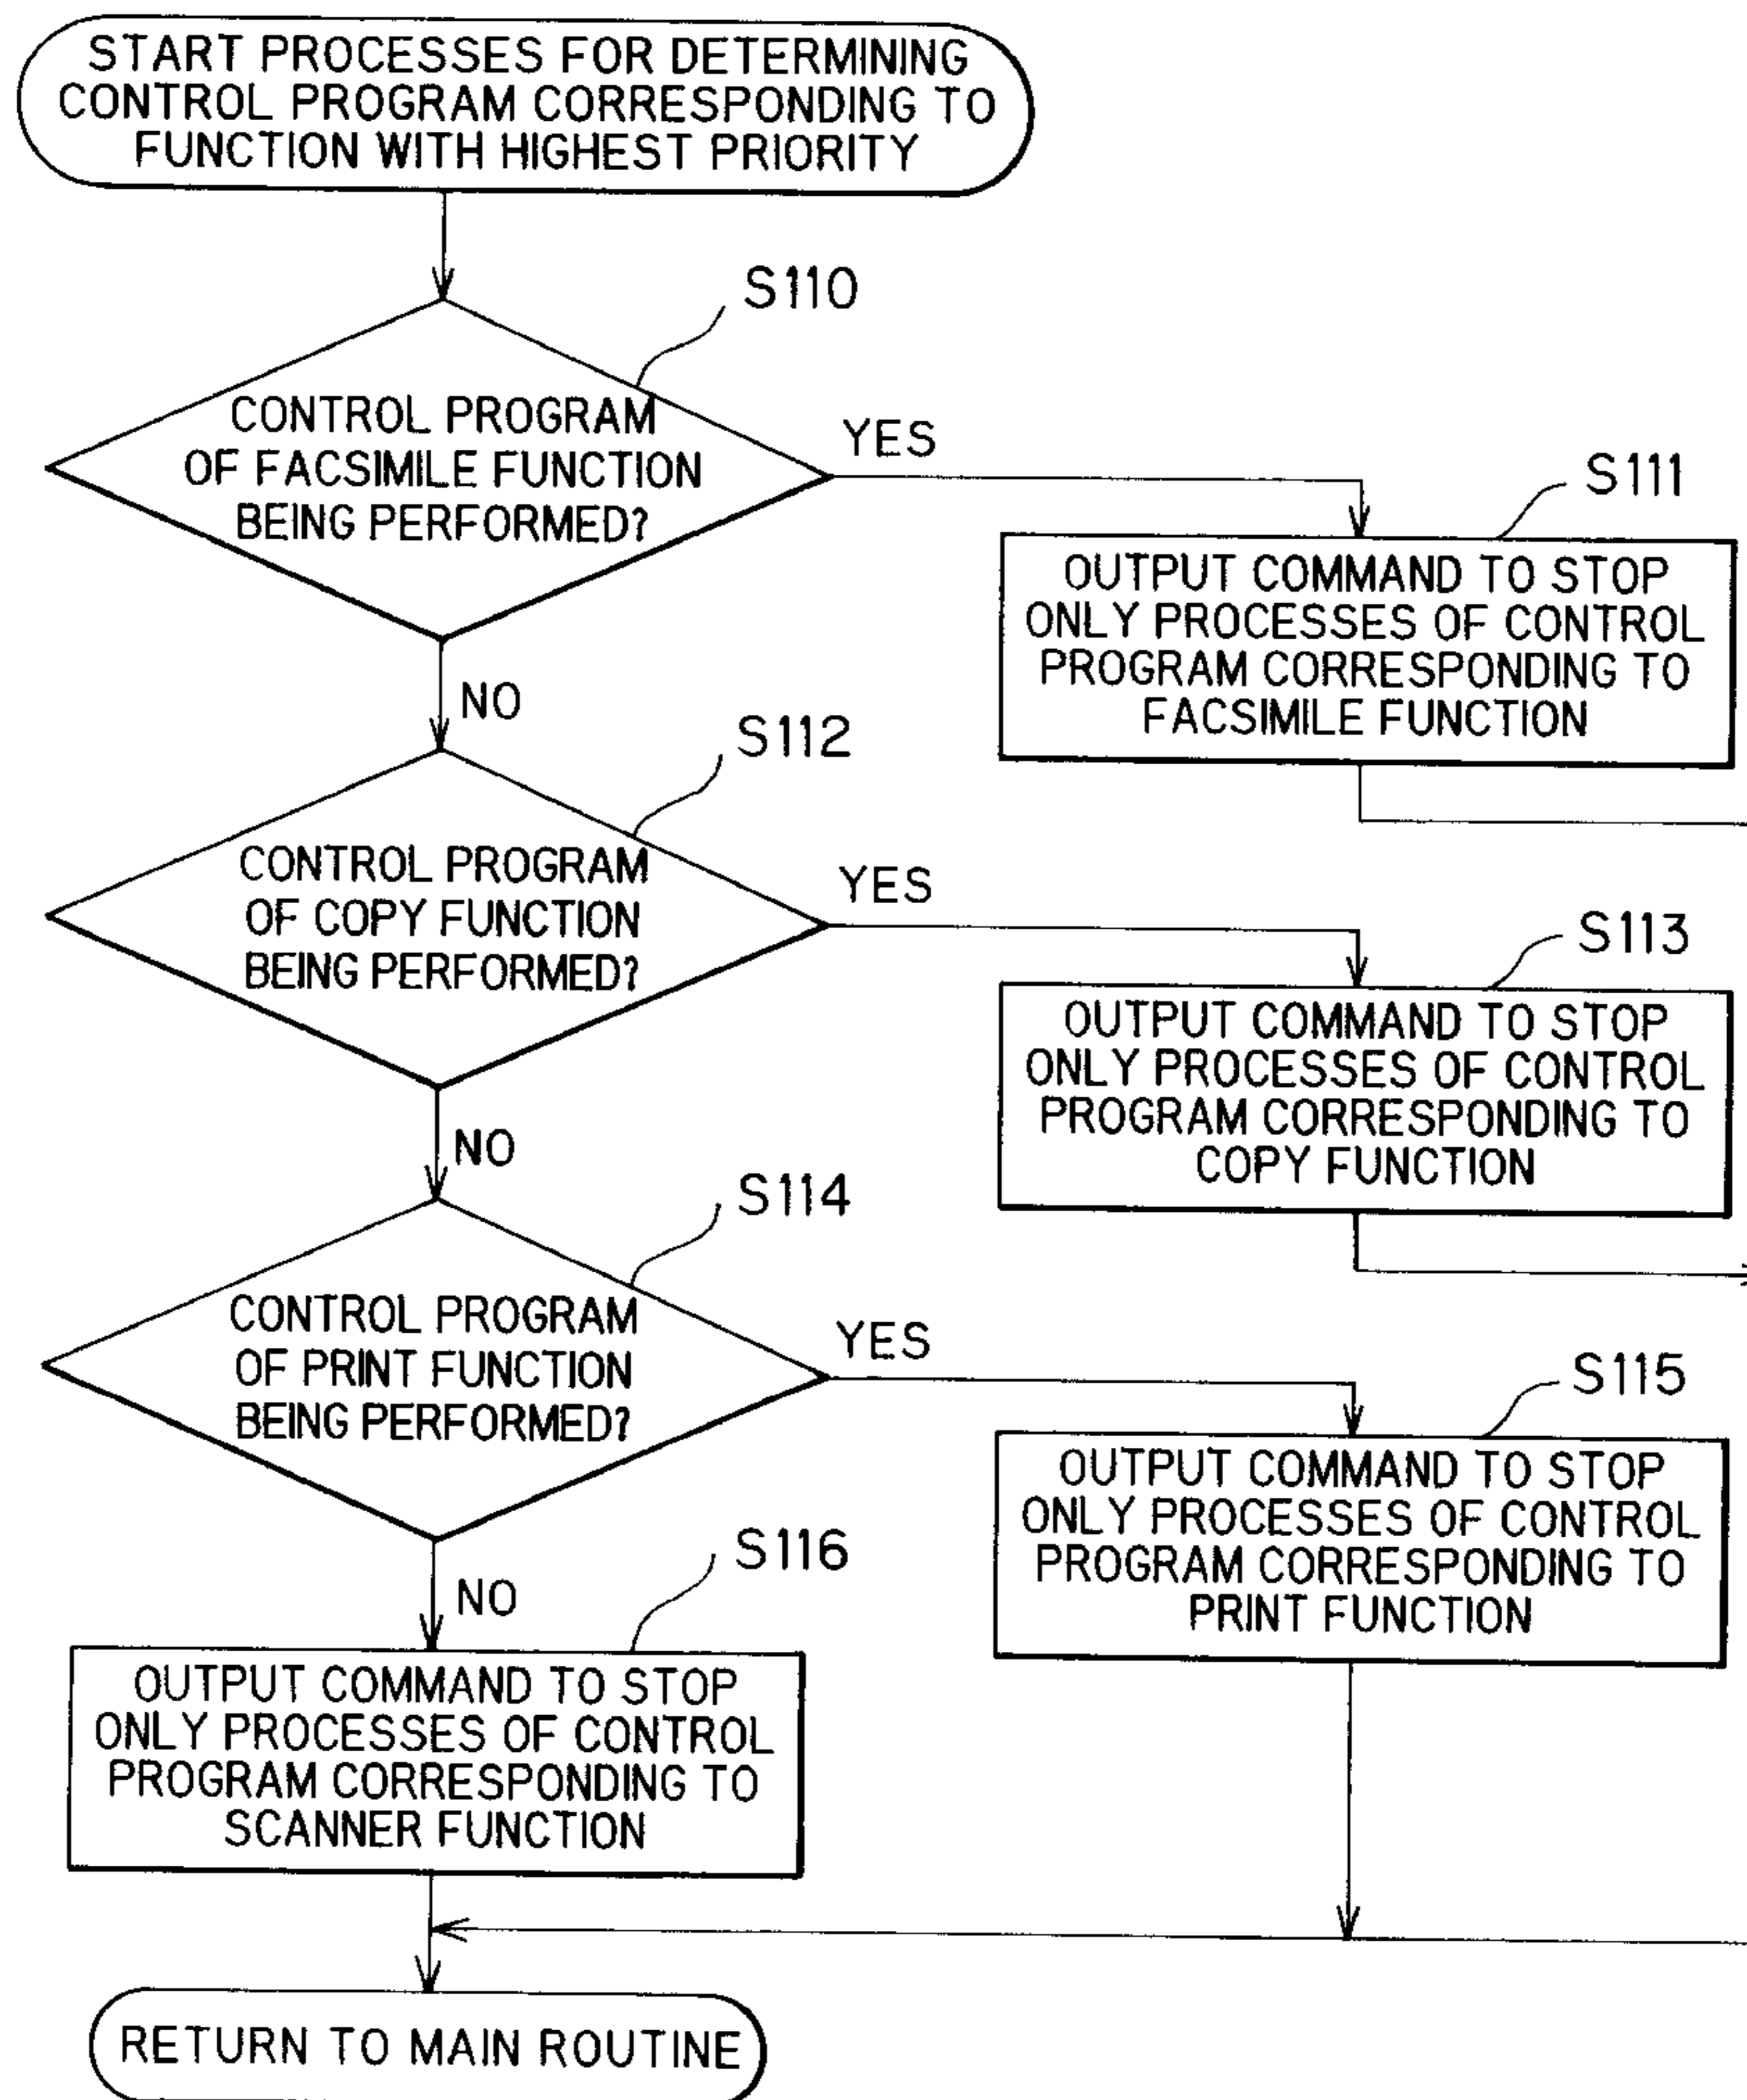 START PROCESSES FOR DETERMINING
CONTROL PROGRAM CORRESPONDING TO
FUNCTION WITH HIGHEST PRIORITY
S110
CONTROL PROGRAM
OF FACSIMILE FUNCTION
BEING PERFORMED?
YES
S111
OUTPUT COMMAND TO STOP
ONLY PROCESSES OF CONTROL
PROGRAM CORRESPONDING TO
FACSIMILE FUNCTION
NO
S112
CONTROL PROGRAM
OF COPY FUNCTION
BEING PERFORMED?
YES
S113
OUTPUT COMMAND TO STOP
ONLY PROCESSES OF CONTROL
PROGRAM CORRESPONDING TO
COPY FUNCTION
NO
S114
CONTROL PROGRAM
OF PRINT FUNCTION
BEING PERFORMED?
YES
S115
OUTPUT COMMAND TO STOP
ONLY PROCESSES OF CONTROL
PROGRAM CORRESPONDING TO
PRINT FUNCTION
NO
S116
OUTPUT COMMAND TO STOP
ONLY PROCESSES OF CONTROL
PROGRAM CORRESPONDING TO
SCANNER FUNCTION
RETURN TO MAIN ROUTINE